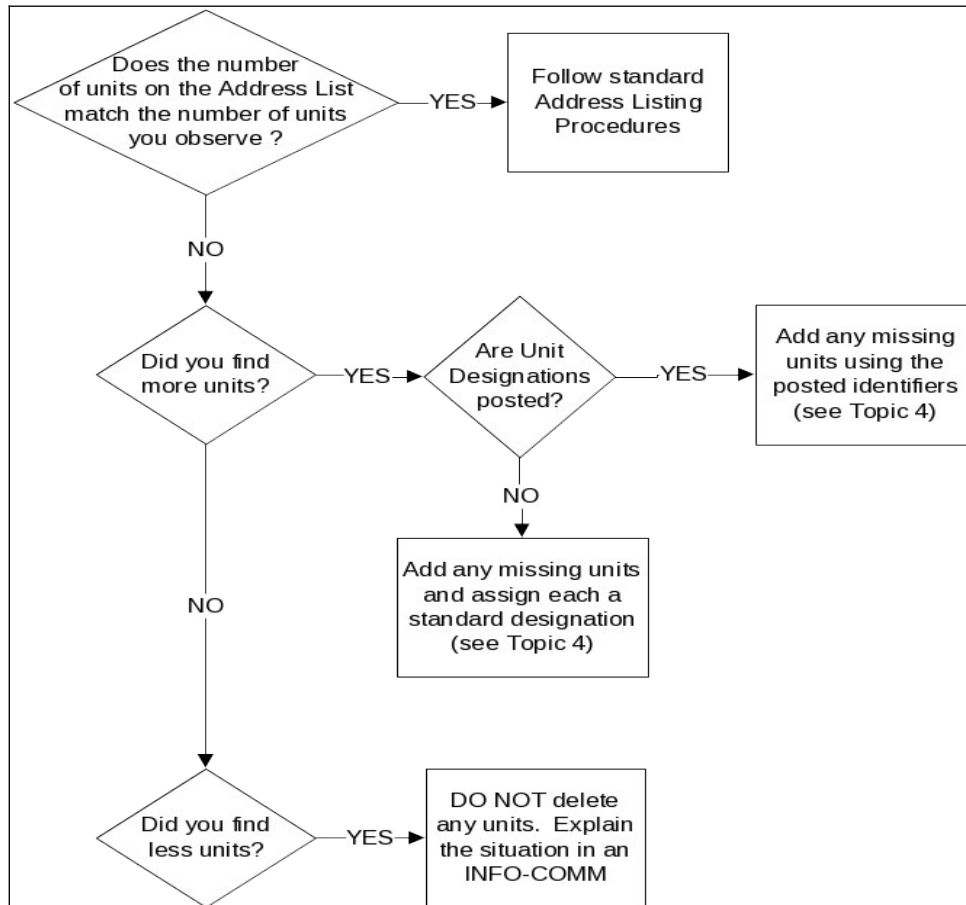 Does the number
of units on the Address List
match the number of units
you observe ?
YES
Follow standard
Address Listing
Procedures
NO
Did you find
more units?
YES
Are Unit
Designations
posted?
YES
Add any missing
units using the
posted identifiers
(see Topic 4)
NO
Add any missing units
and assign each a
standard designation
(see Topic 4)
NO
Did you find
less units?
YES
DO NOT delete
any units.  Explain
the situation in an
INFO-COMM